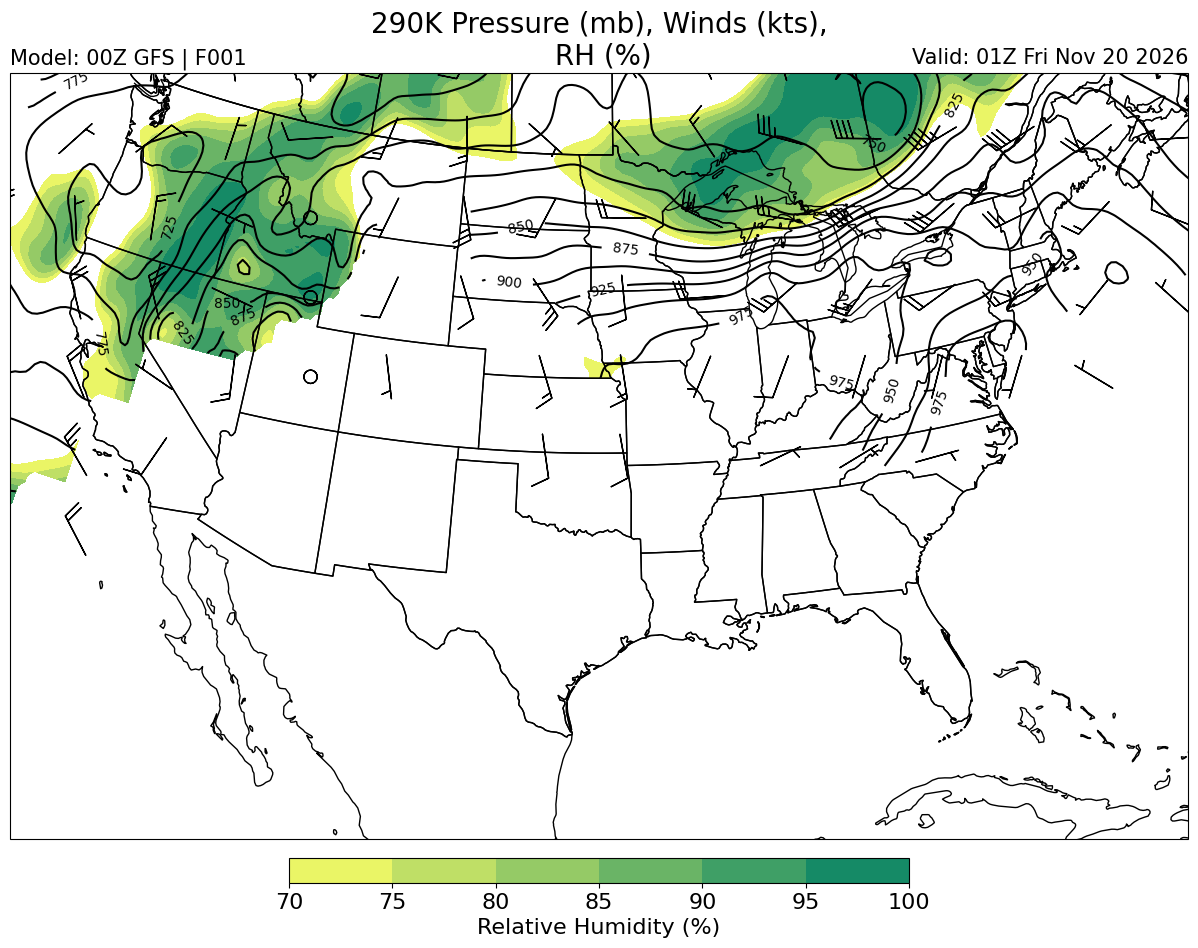 290K Pressure (mb), Winds (kts),
RH (%)
Model: 00Z GFS | F001
Valid: 01Z Fri Nov 20 2026
775
825
750
725
850
875
950
900
925
850
875
975
825
775
975
950
975
70 75 80 85 90 95 100
Relative Humidity (%)